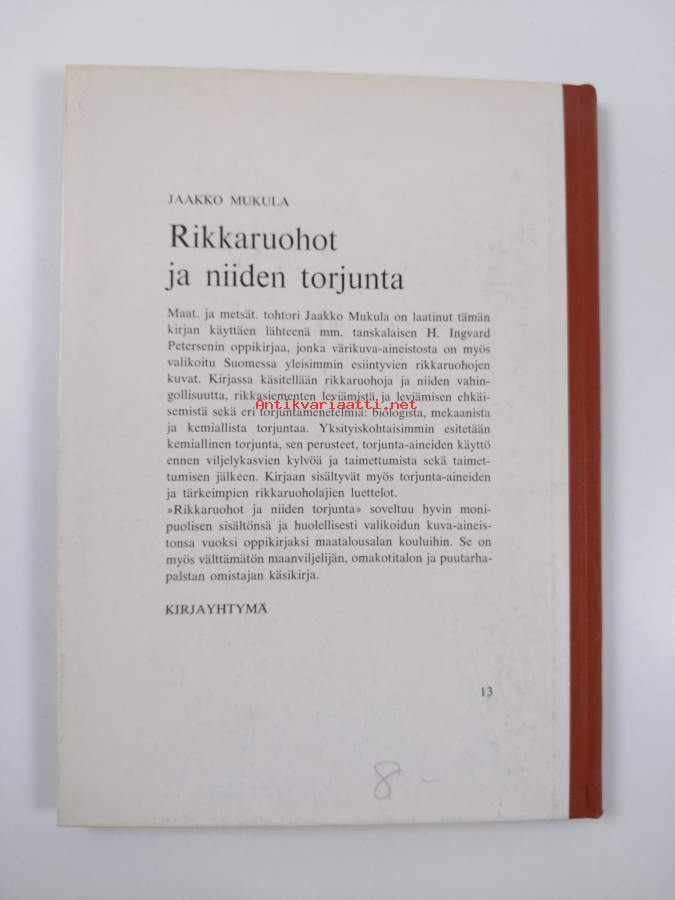 JAAKKO MUKULA
Rikkaruohot
ja niiden torjunta
Maat. ja metsät. tohtori Jaakko Mukula on laatinut tämän
kirjan käyttäen lähteenä mm. tanskalaisen H. Ingvard
Petersenin oppikirjaa, jonka värikuva-aineistosta on myös
valikoitu Suomessa yleisimmin esiintyvien rikkaruohojen
kuvat. Kirjassa käsitellään rikkaruohoja ja niiden vahin-
gollisuutta, rikkasiementen leviämistä ja leviämisen ehkäi-
Antikvariaatti.net
semistä sekä eri torjuntamenetelmiä: biologista, mekaanista
ja kemiallista torjuntaa. Yksityiskohtaisimmin esitetään
kemiallinen torjunta, sen perusteet, torjunta-aineiden käyttö
ennen viljelykasvien kylvöä ja taimettumista sekä taimet-
tumisen jälkeen. Kirjaan sisältyvät myös torjunta-aineiden
ja tärkeimpien rikkaruoholajien luettelot.
»Rikkaruohot ja niiden torjunta» soveltuu hyvin moni-
puolisen sisältönsä ja huolellisesti valikoidun kuva-aineis-
tonsa vuoksi oppikirjaksi maatalousalan kouluihin. Se on
myös välttämätön maanviljelijän, omakotitalon ja puutarha-
palstan omistajan käsikirja.
KIRJAYHTYMÄ
13
8 –